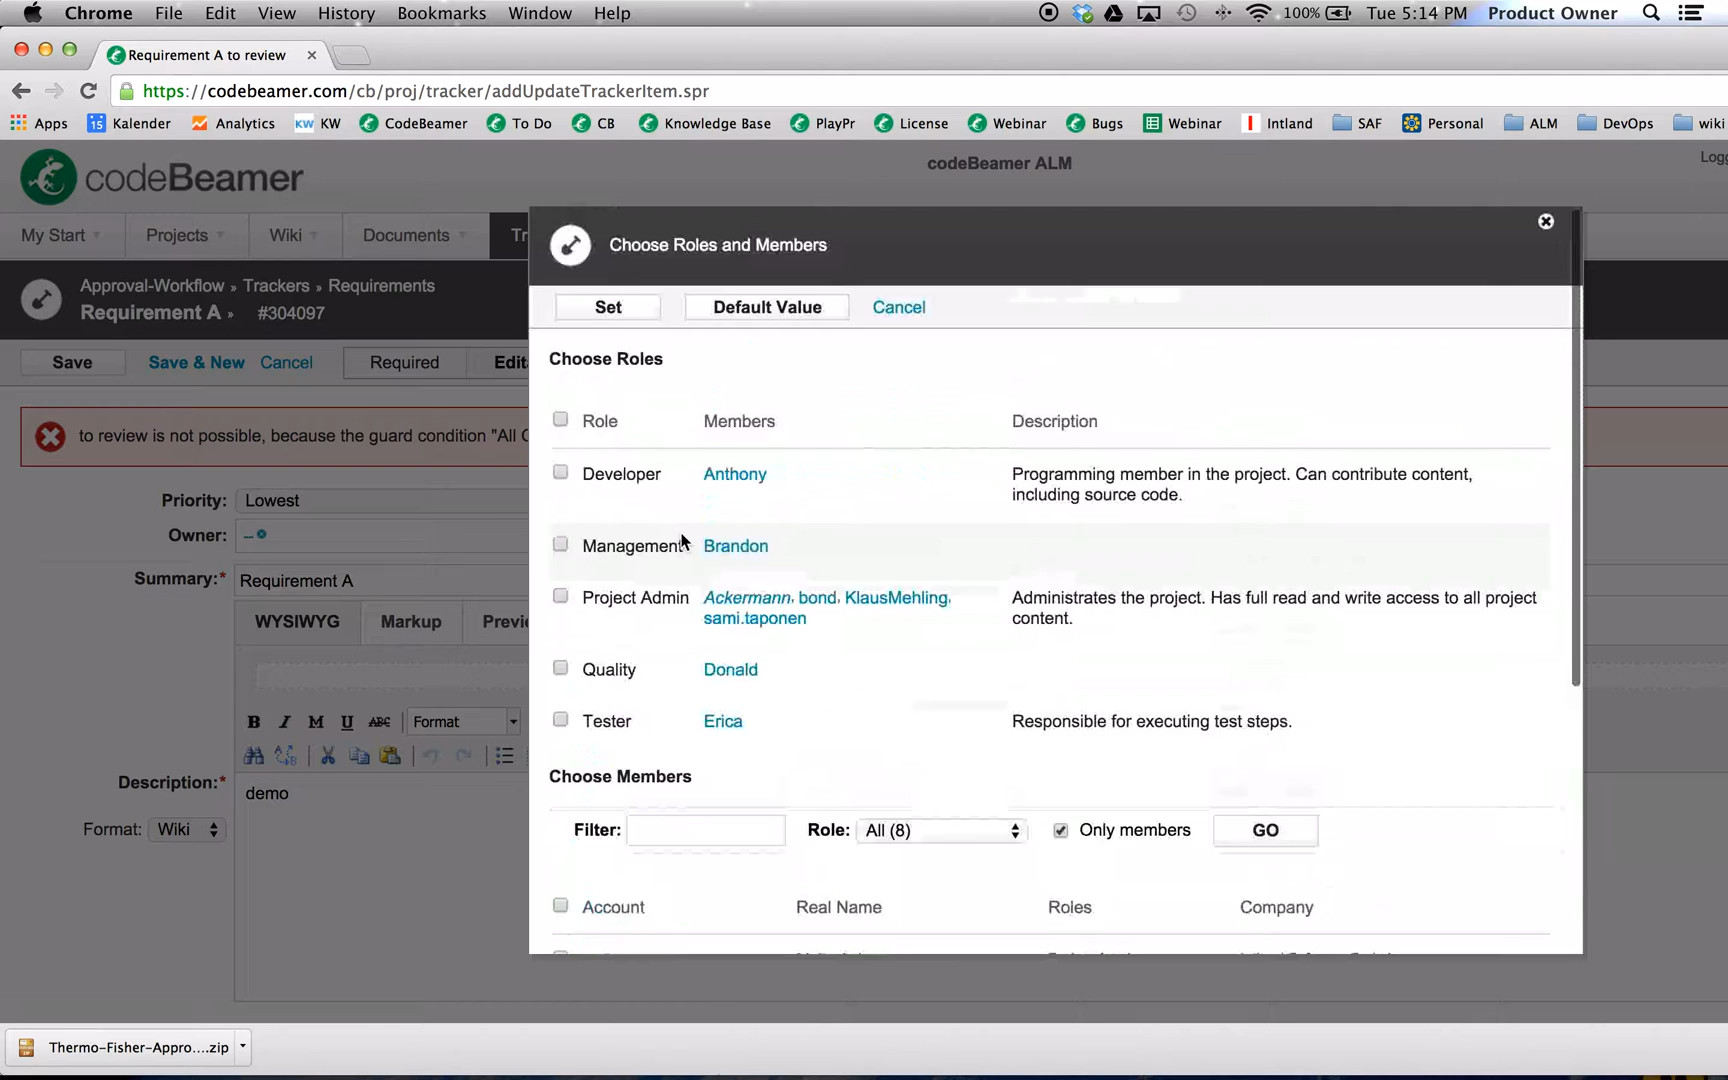 Chrome File Edit View History Bookmarks Window Help 100% Tue 5:14 PM Product Owner
Requirement A to review
https://codebeamer.com/cb/proj/tracker/addUpdateTrackerItem.spr
Apps 15 Kalender Analytics KW KW CodeBeamer To Do CB Knowledge Base PlayPr License Webinar Bugs Webinar Intland SAF Personal ALM DevOps wiki
codeBeamer codeBeamer ALM Logg
My Start Projects Wiki Documents Tr
Choose Roles and Members
Approval-Workflow » Trackers » Requirements
Requirement A » #304097
Set Default Value Cancel
Save Save & New Cancel Required Edit
Choose Roles
to review is not possible, because the guard condition "All
Role Members Description
Developer Anthony Programming member in the project. Can contribute content,
including source code.
Priority: Lowest
Owner: --
Management Brandon
Summary:* Requirement A
Project Admin Ackermann, bond, KlausMehling,
sami.taponen
Administrates the project. Has full read and write access to all project
content.
WYSIWYG Markup Previ
Quality Donald
B I M U ABC Format
Tester Erica Responsible for executing test steps.
Choose Members
Description:* demo
Format: Wiki
Filter: Role: All (8) Only members GO
Account Real Name Roles Company
Thermo-Fisher-Appro....zip